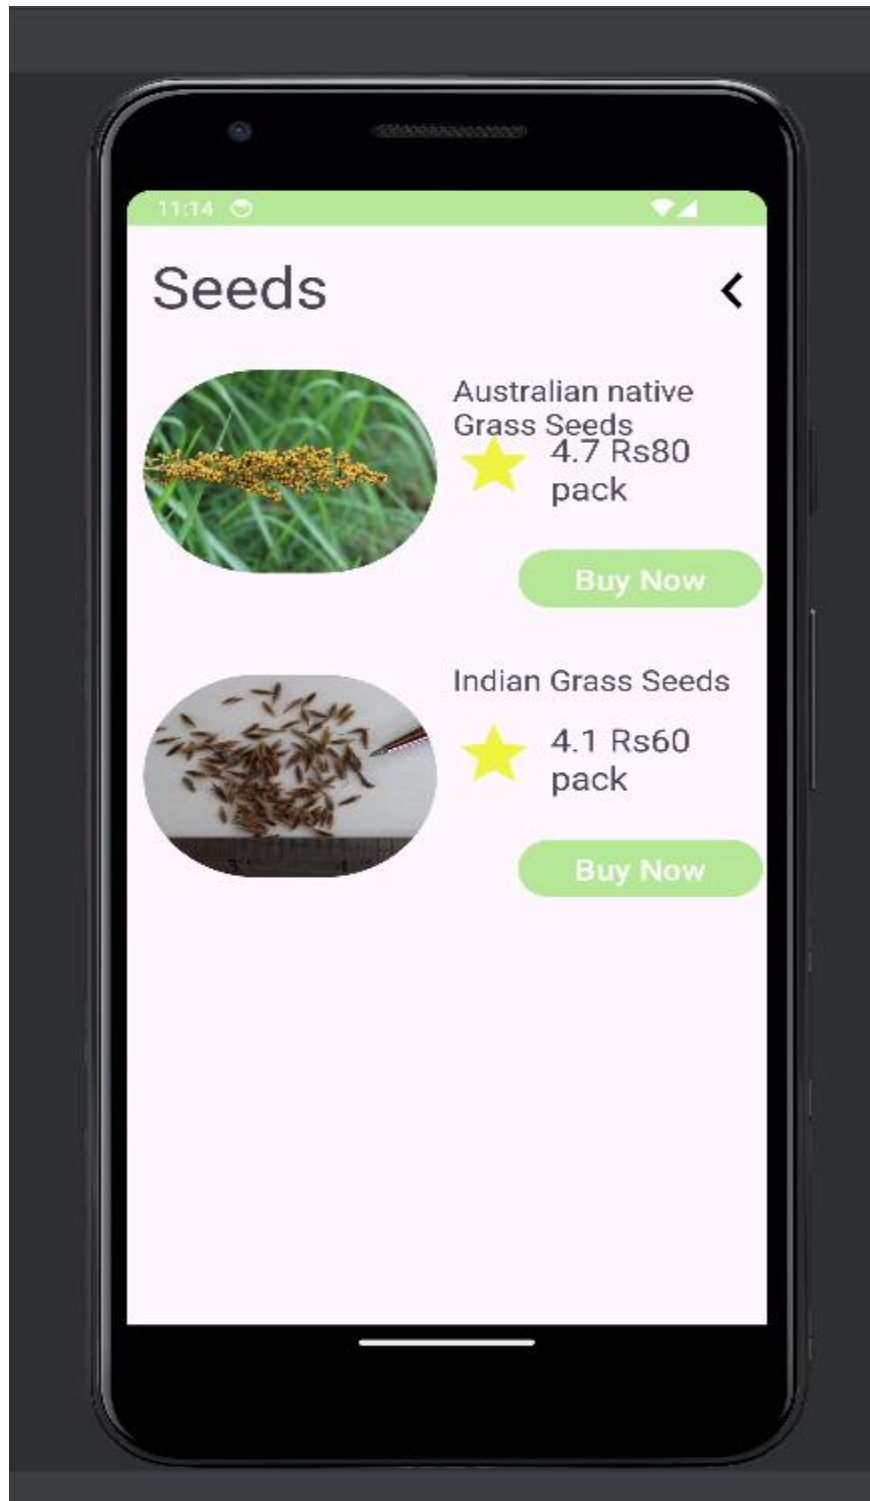 11:14
Seeds
Australian native
Grass Seeds
4.7 Rs80
pack
Buy Now
Indian Grass Seeds
4.1 Rs60
pack
Buy Now